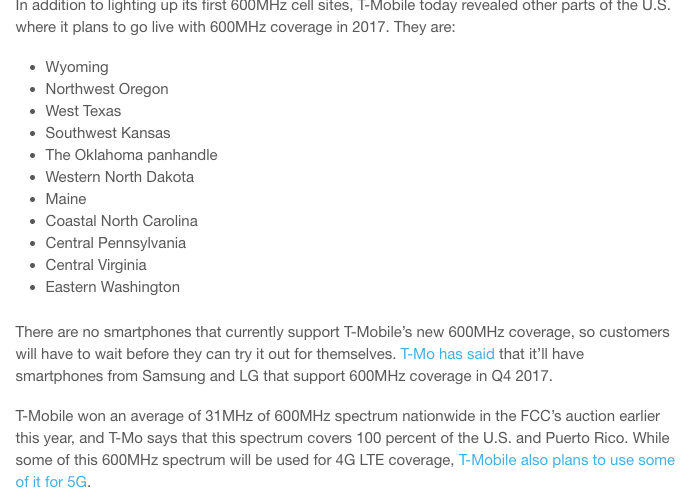 In addition to lighting up its first 600MHz cell sites, T-Mobile today revealed other parts of the U.S.
where it plans to go live with 600MHz coverage in 2017. They are:
• Wyoming
• Northwest Oregon
• West Texas
• Southwest Kansas
• The Oklahoma panhandle
• Western North Dakota
• Maine
• Coastal North Carolina
• Central Pennsylvania
• Central Virginia
• Eastern Washington
There are no smartphones that currently support T-Mobile’s new 600MHz coverage, so customers
will have to wait before they can try it out for themselves. T-Mo has said that it’ll have
smartphones from Samsung and LG that support 600MHz coverage in Q4 2017.
T-Mobile won an average of 31MHz of 600MHz spectrum nationwide in the FCC’s auction earlier
this year, and T-Mo says that this spectrum covers 100 percent of the U.S. and Puerto Rico. While
some of this 600MHz spectrum will be used for 4G LTE coverage, T-Mobile also plans to use some
of it for 5G.